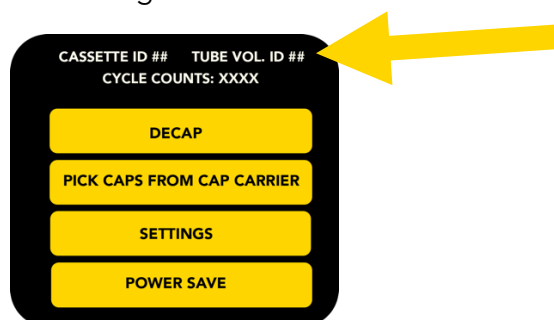 CASSETTE ID ## TUBE VOL. ID ##
CYCLE COUNTS: XXXX
DECAP
PICK CAPS FROM CAP CARRIER
SETTINGS
POWER SAVE